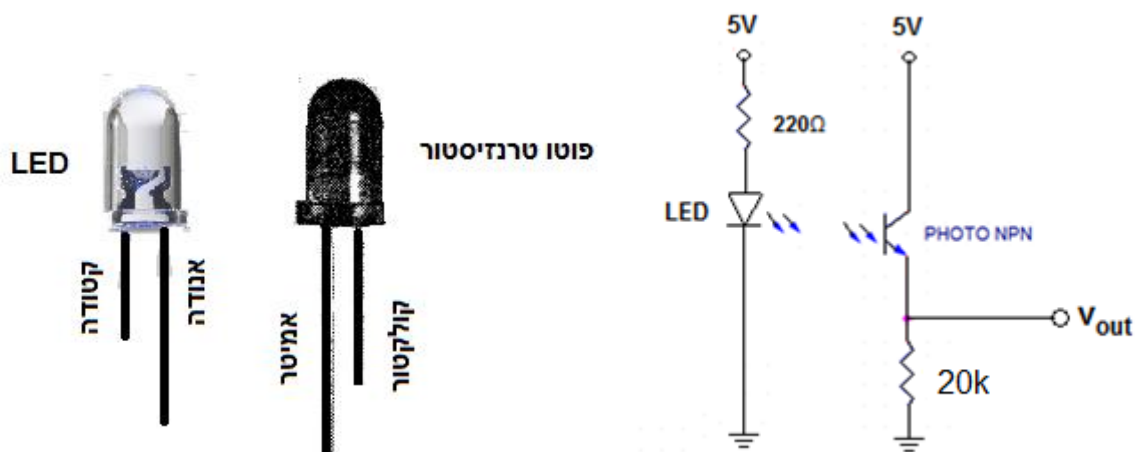 LED
קטודה
אנודה
פוטו טרנזיסטור
אמיטר
קולקטור
5V
5V
220Ω
LED
PHOTO NPN
Vout
20k